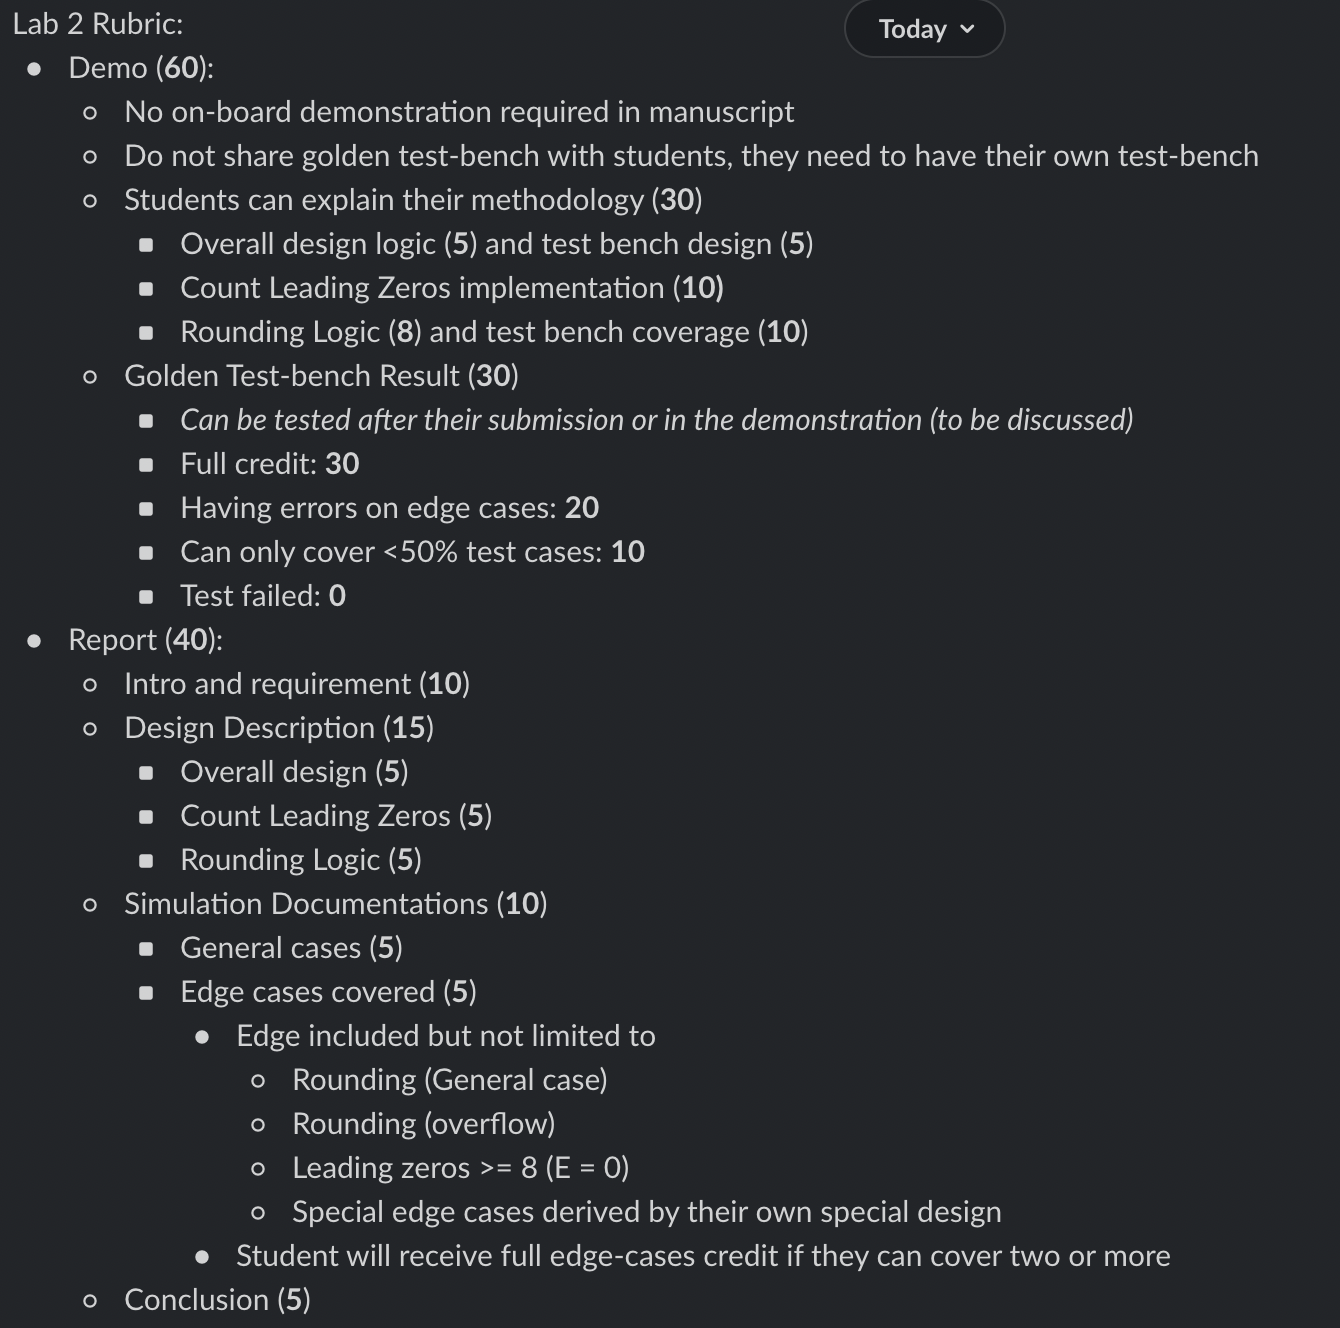 Lab 2 Rubric:
Today
• Demo (60):
◦ No on-board demonstration required in manuscript
◦ Do not share golden test-bench with students, they need to have their own test-bench
◦ Students can explain their methodology (30)
▪ Overall design logic (5) and test bench design (5)
▪ Count Leading Zeros implementation (10)
▪ Rounding Logic (8) and test bench coverage (10)
◦ Golden Test-bench Result (30)
▪ Can be tested after their submission or in the demonstration (to be discussed)
▪ Full credit: 30
▪ Having errors on edge cases: 20
▪ Can only cover <50% test cases: 10
▪ Test failed: 0
• Report (40):
◦ Intro and requirement (10)
◦ Design Description (15)
▪ Overall design (5)
▪ Count Leading Zeros (5)
▪ Rounding Logic (5)
◦ Simulation Documentations (10)
▪ General cases (5)
▪ Edge cases covered (5)
• Edge included but not limited to
◦ Rounding (General case)
◦ Rounding (overflow)
◦ Leading zeros >= 8 (E = 0)
◦ Special edge cases derived by their own special design
• Student will receive full edge-cases credit if they can cover two or more
◦ Conclusion (5)